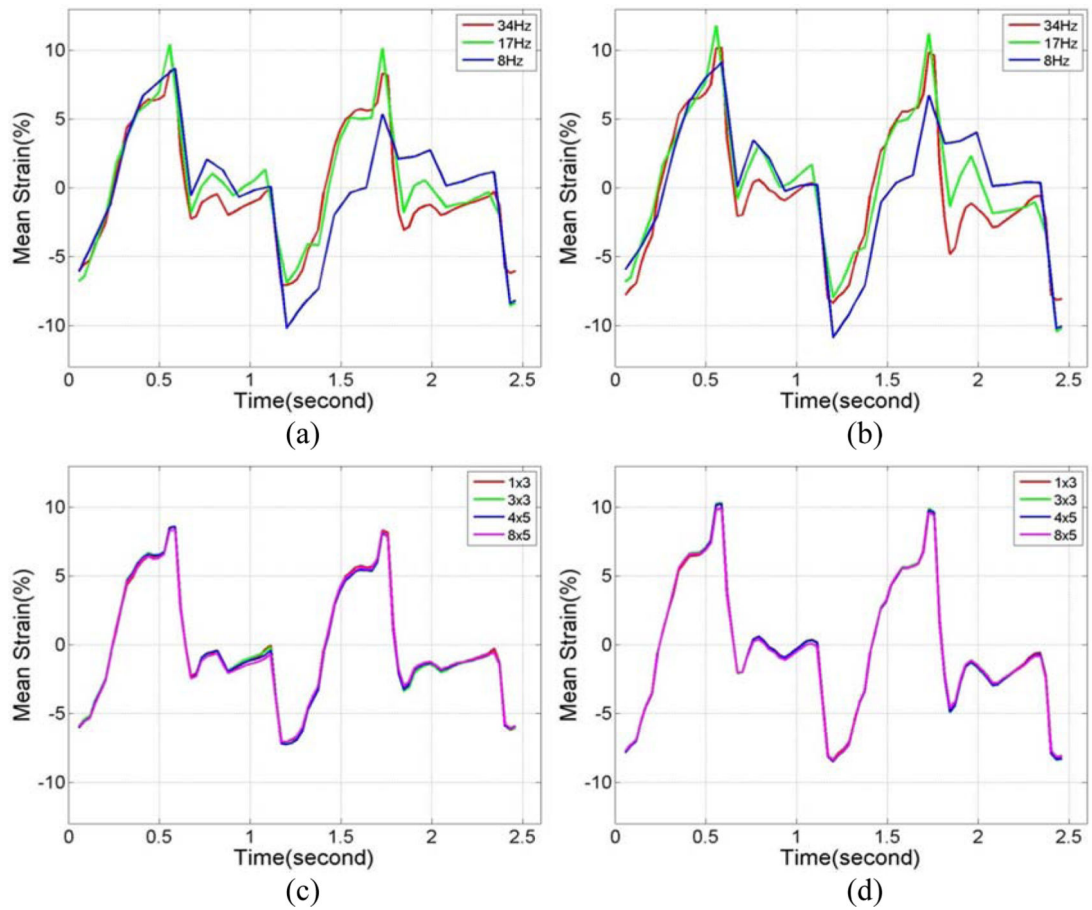 34Hz
17Hz
8Hz
10
5
0
-5
-10
Mean Strain(%)
0 0.5 1 1.5 2 2.5
Time(second)
(a)
34Hz
17Hz
8Hz
10
5
0
-5
-10
Mean Strain(%)
0 0.5 1 1.5 2 2.5
Time(second)
(b)
1x3
3x3
4x5
8x5
10
5
0
-5
-10
Mean Strain(%)
0 0.5 1 1.5 2 2.5
Time(second)
(c)
1x3
3x3
4x5
8x5
10
5
0
-5
-10
Mean Strain(%)
0 0.5 1 1.5 2 2.5
Time(second)
(d)